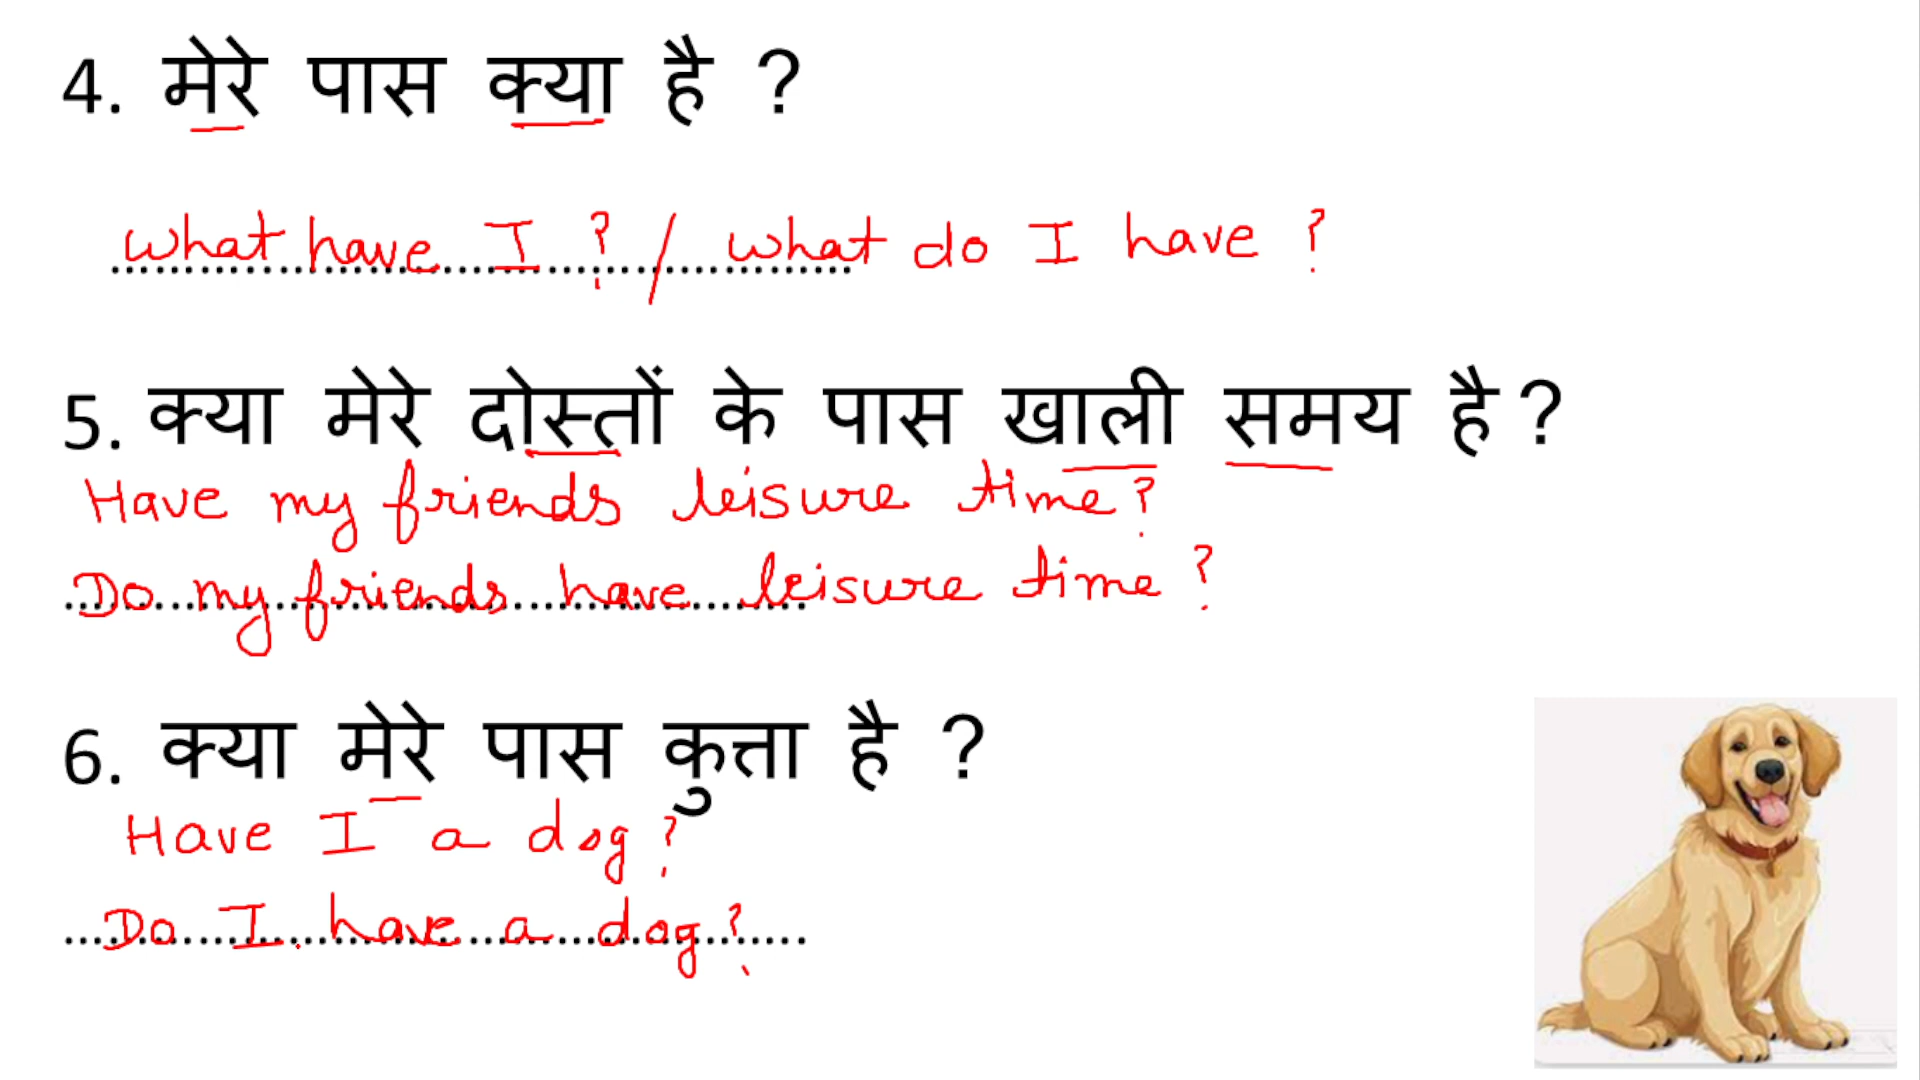 4. मेरे पास क्या है ?
what have I ? / what do I have ?
5. क्या मेरे दोस्तों के पास खाली समय है ?
Have my friends leisure time?
Do my friends have leisure time ?
6. क्या मेरे पास कुत्ता है ?
Have I a dog?
Do I have a dog?